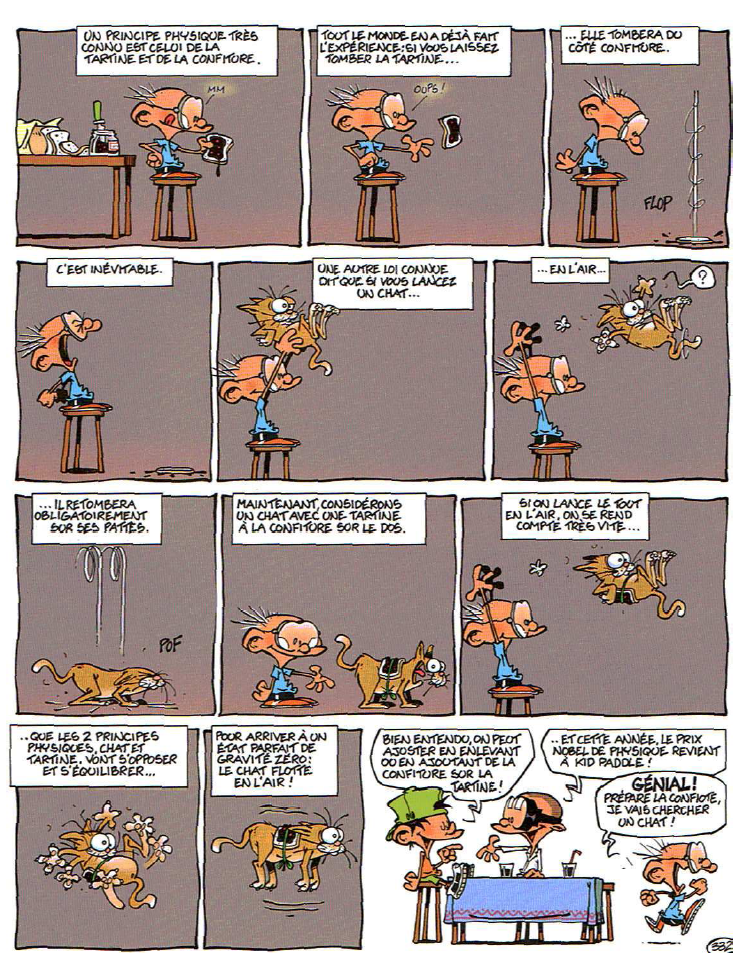 UN PRINCIPE PHYSIQUE TRÈS
CONNU EST CELUI DE LA
TARTINE ET DE LA CONFITURE.
MM
TOUT LE MONDE EN A DÉJÀ FAIT
L'EXPÉRIENCE: SI VOUS LAISSEZ
TOMBER LA TARTINE...
OUPS!
...ELLE TOMBERA DU
CÔTÉ CONFITURE.
FLOP
C'EST INÉVITABLE.
UNE AUTRE LOI CONNUE
DIT QUE SI VOUS LANCEZ
UN CHAT...
...EN L'AIR...
?
...IL RETOMBERA
OBLIGATOIREMENT
SUR SES PATTES.
POF
MAINTENANT, CONSIDÉRONS
UN CHAT AVEC UNE TARTINE
À LA CONFITURE SUR LE DOS.
SI ON LANCE LE TOUT
EN L'AIR, ON SE REND
COMPTE TRÈS VITE...
..QUE LES 2 PRINCIPES
PHYSIQUES, CHAT ET
TARTINE, VONT S'OPPOSER
ET S'ÉQUILIBRER...
POUR ARRIVER À UN
ÉTAT PARFAIT DE
GRAVITÉ ZÉRO:
LE CHAT FLOTTE
EN L'AIR!
BIEN ENTENDU, ON PEUT
AJUSTER EN ENLEVANT
OU EN AJOUTANT DE LA
CONFITURE SUR LA
TARTINE!
..ET CETTE ANNÉE, LE PRIX
NOBEL DE PHYSIQUE REVIENT
À KID PADDLE!
GÉNIAL!
PRÉPARE LA CONFIOTE,
JE VAIS CHERCHER
UN CHAT!
332